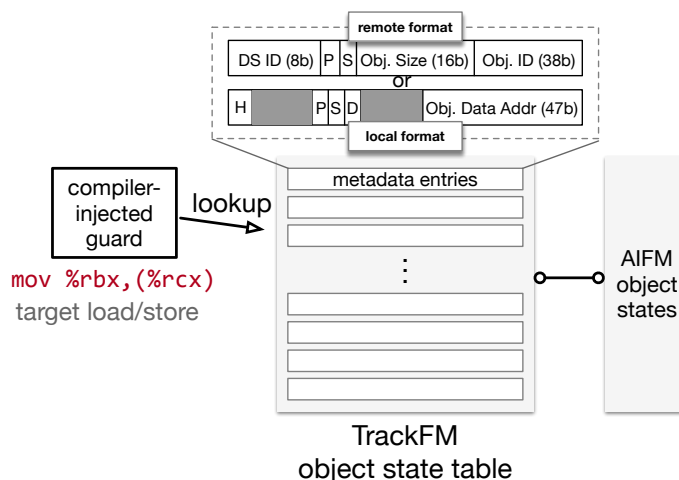 remote format
DS ID (8b) P S Obj. Size (16b) Obj. ID (38b)
or
H P S D Obj. Data Addr (47b)
local format
compiler-
injected
guard
lookup
metadata entries
mov %rbx,(%rcx)
target load/store
AIFM
object
states
TrackFM
object state table